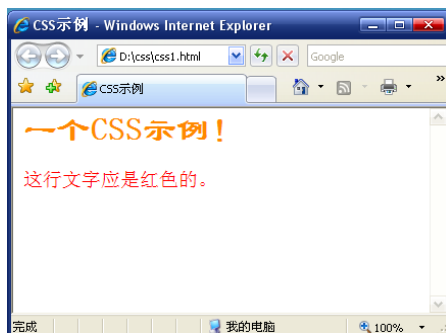 CSS示例 - Windows Internet Explorer
D:\css\css1.html
Google
CSS示例
一个CSS示例！
这行文字应是红色的。
完成
我的电脑
100%